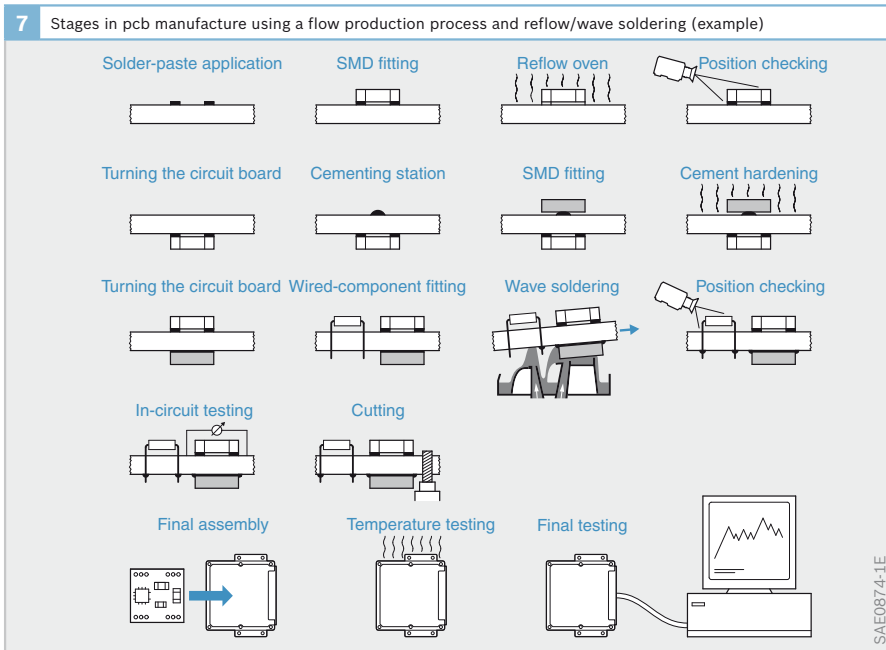 7 Stages in pcb manufacture using a flow production process and reflow/wave soldering (example)
Solder-paste application SMD fitting Reflow oven Position checking
Turning the circuit board Cementing station SMD fitting Cement hardening
Turning the circuit board Wired-component fitting Wave soldering Position checking
In-circuit testing Cutting
Final assembly Temperature testing Final testing
SAE0874-1E